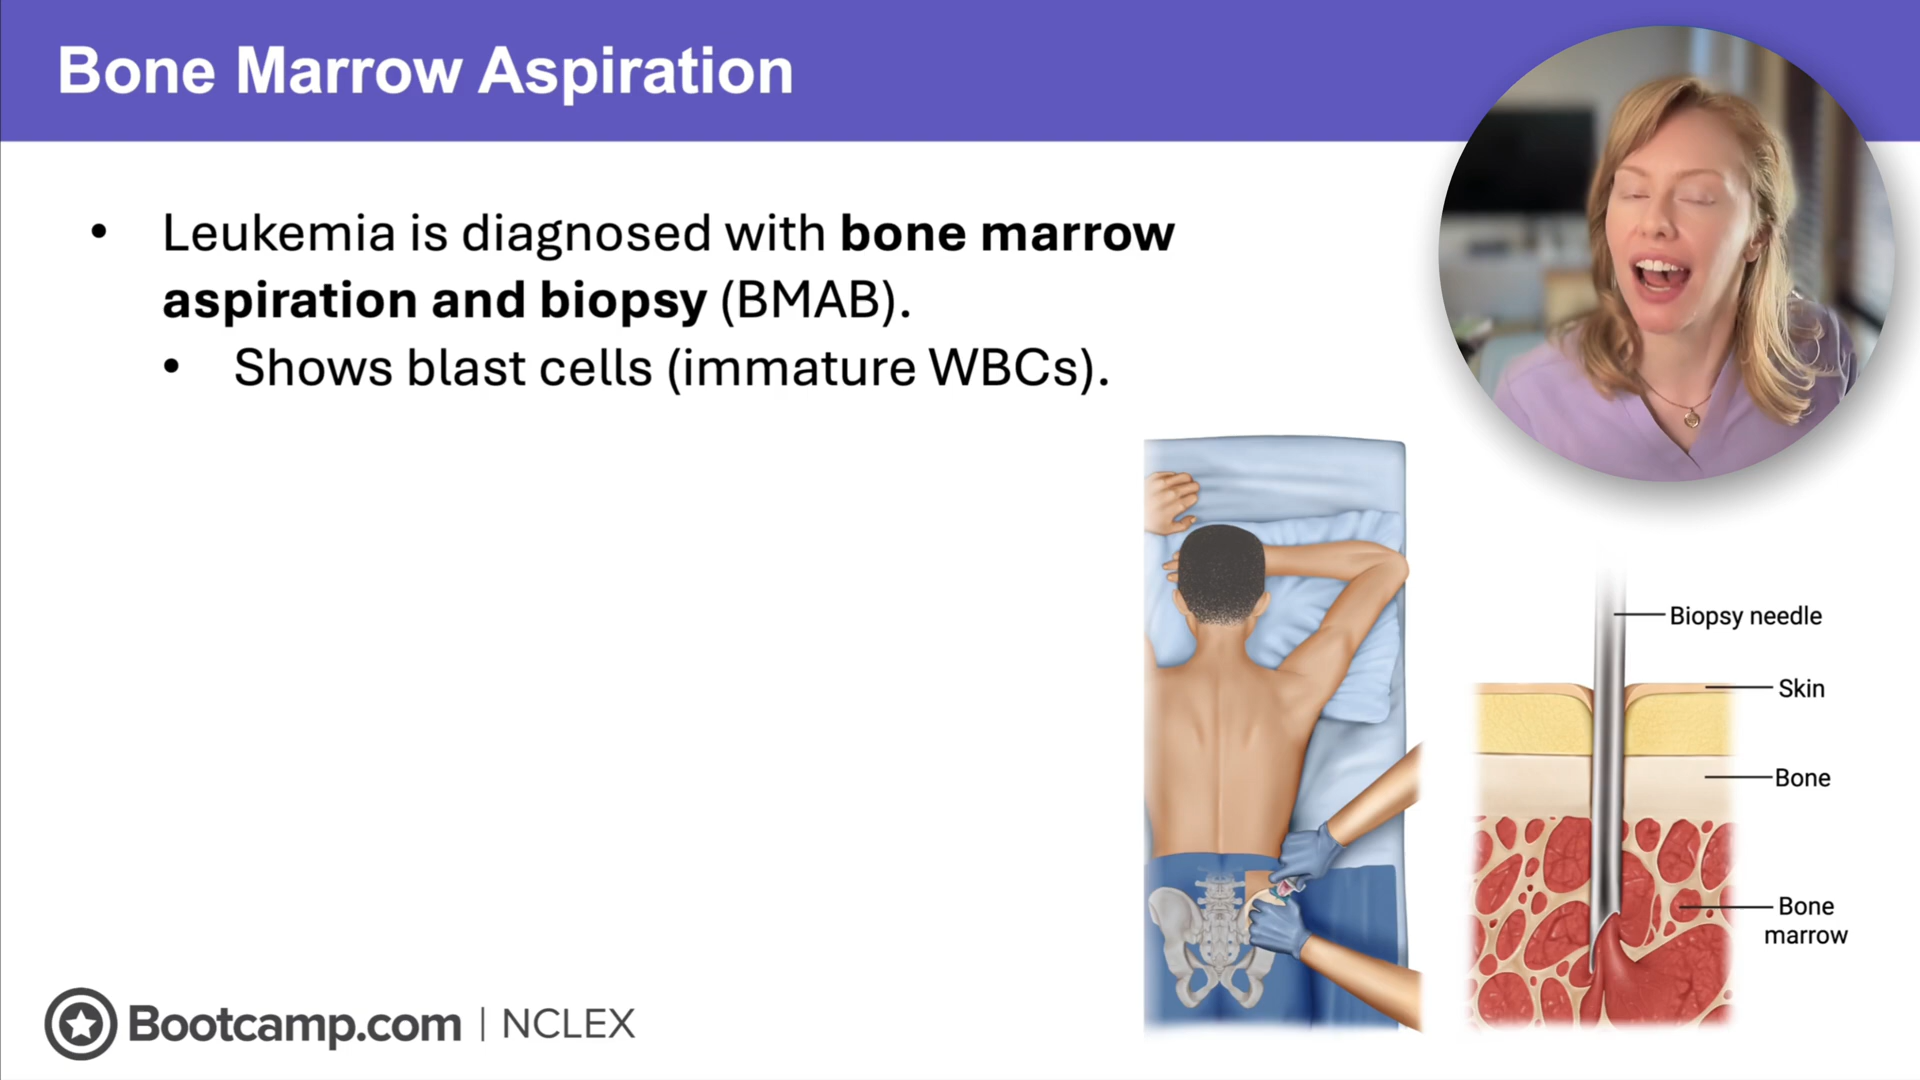 Bone Marrow Aspiration
• Leukemia is diagnosed with bone marrow
aspiration and biopsy (BMAB).
• Shows blast cells (immature WBCs).
Biopsy needle
Skin
Bone
Bone
marrow
Bootcamp.com | NCLEX